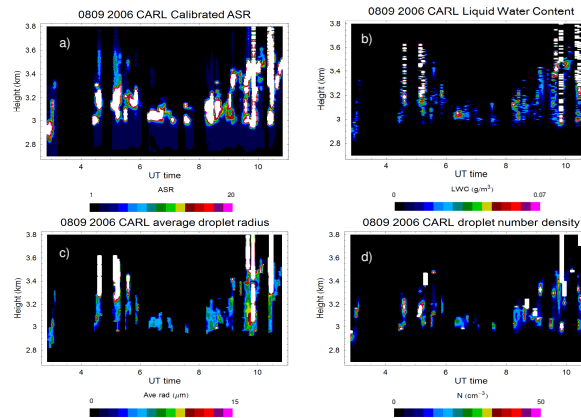 0809 2006 CARL Calibrated ASR
a)
Height (km)
3.8
3.6
3.4
3.2
3
2.8
4
6
8
10
UT time
ASR
1
20
0809 2006 CARL Liquid Water Content
b)
Height (km)
3.8
3.6
3.4
3.2
3
2.8
4
6
8
10
UT time
LWC (g/m³)
0
0.07
0809 2006 CARL average droplet radius
c)
Height (km)
3.8
3.6
3.4
3.2
3
2.8
4
6
8
10
UT time
Ave rad (μm)
0
15
0809 2006 CARL droplet number density
d)
Height (km)
3.8
3.6
3.4
3.2
3
2.8
4
6
8
10
UT time
N (cm⁻³)
0
50